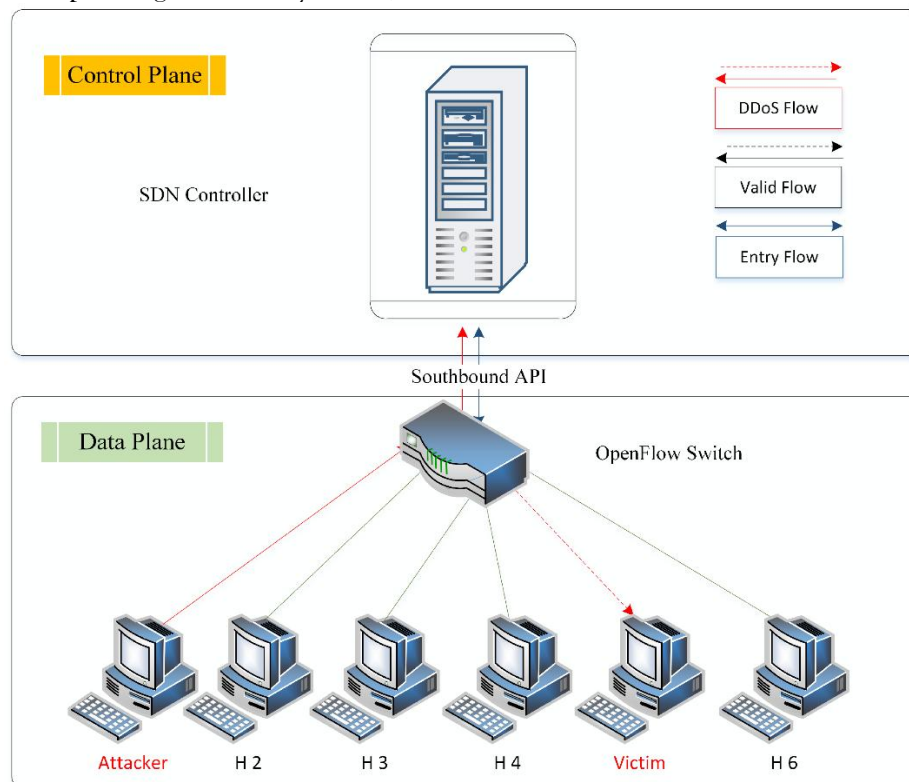 Control Plane
SDN Controller
DDoS Flow
Valid Flow
Entry Flow
Southbound API
Data Plane
OpenFlow Switch
Attacker
H 2
H 3
H 4
Victim
H 6